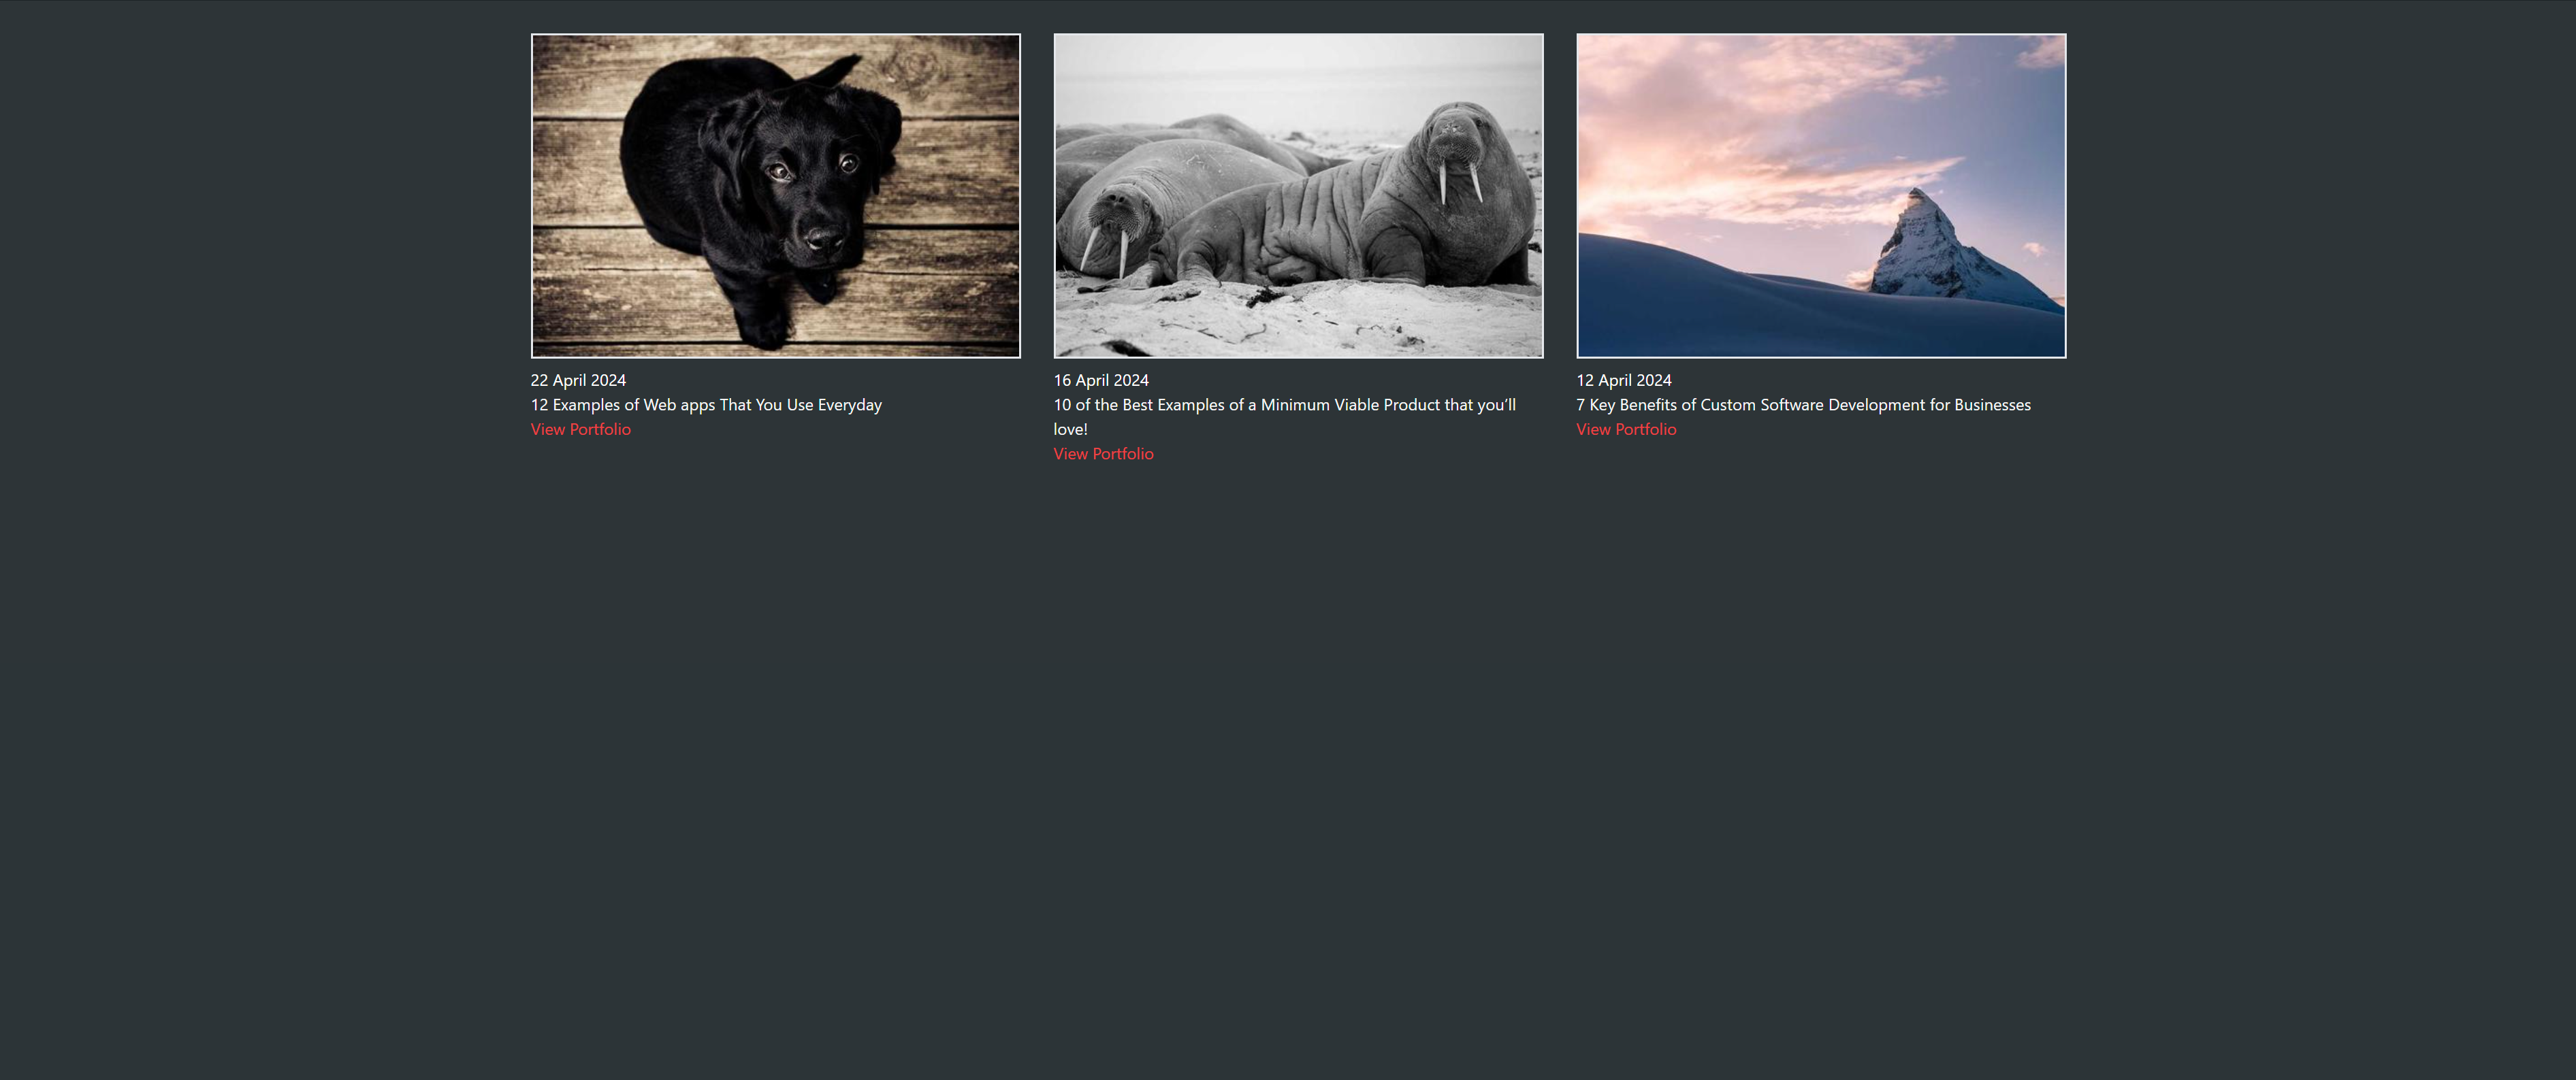 22 April 2024
12 Examples of Web apps That You Use Everyday
View Portfolio
16 April 2024
10 of the Best Examples of a Minimum Viable Product that you’ll
love!
View Portfolio
12 April 2024
7 Key Benefits of Custom Software Development for Businesses
View Portfolio